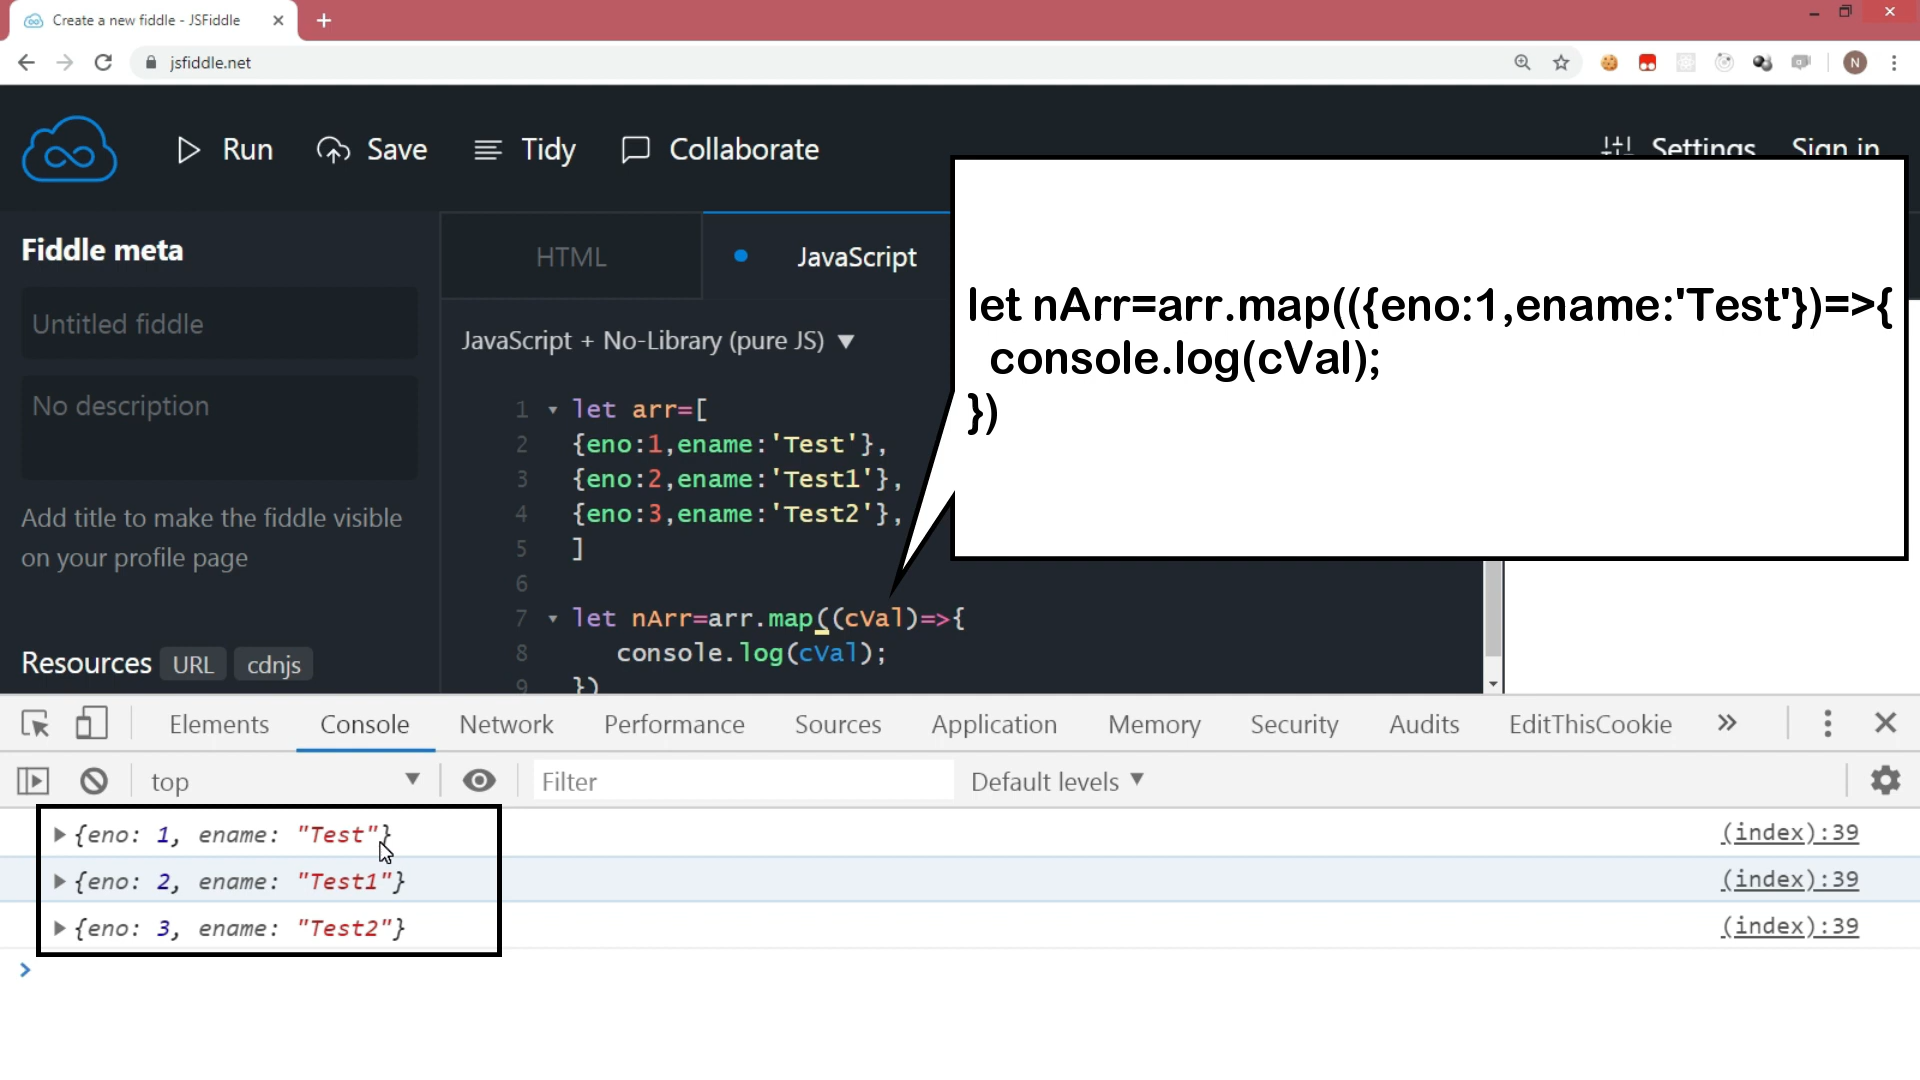 Create a new fiddle - JSFiddle
jsfiddle.net
N
Run
Save
Tidy
Collaborate
Settings
Sign in
Fiddle meta
Untitled fiddle
No description
Add title to make the fiddle visible
on your profile page
Resources
URL
cdnjs
HTML
JavaScript
JavaScript + No-Library (pure JS) ▼
1 let arr=[
2 {eno:1,ename:'Test'},
3 {eno:2,ename:'Test1'},
4 {eno:3,ename:'Test2'},
5 ]
6
7 let nArr=arr.map((cVal)=>{
8 console.log(cVal);
9 })
let nArr=arr.map(({eno:1,ename:'Test'})=>{
console.log(cVal);
})
Elements
Console
Network
Performance
Sources
Application
Memory
Security
Audits
EditThisCookie
»
top
Filter
Default levels ▼
{eno: 1, ename: "Test"}
(index):39
{eno: 2, ename: "Test1"}
(index):39
{eno: 3, ename: "Test2"}
(index):39
>